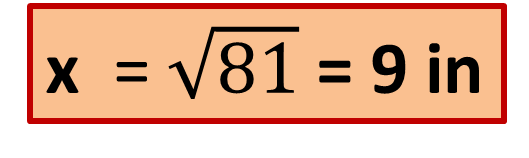 x = √81 = 9 in